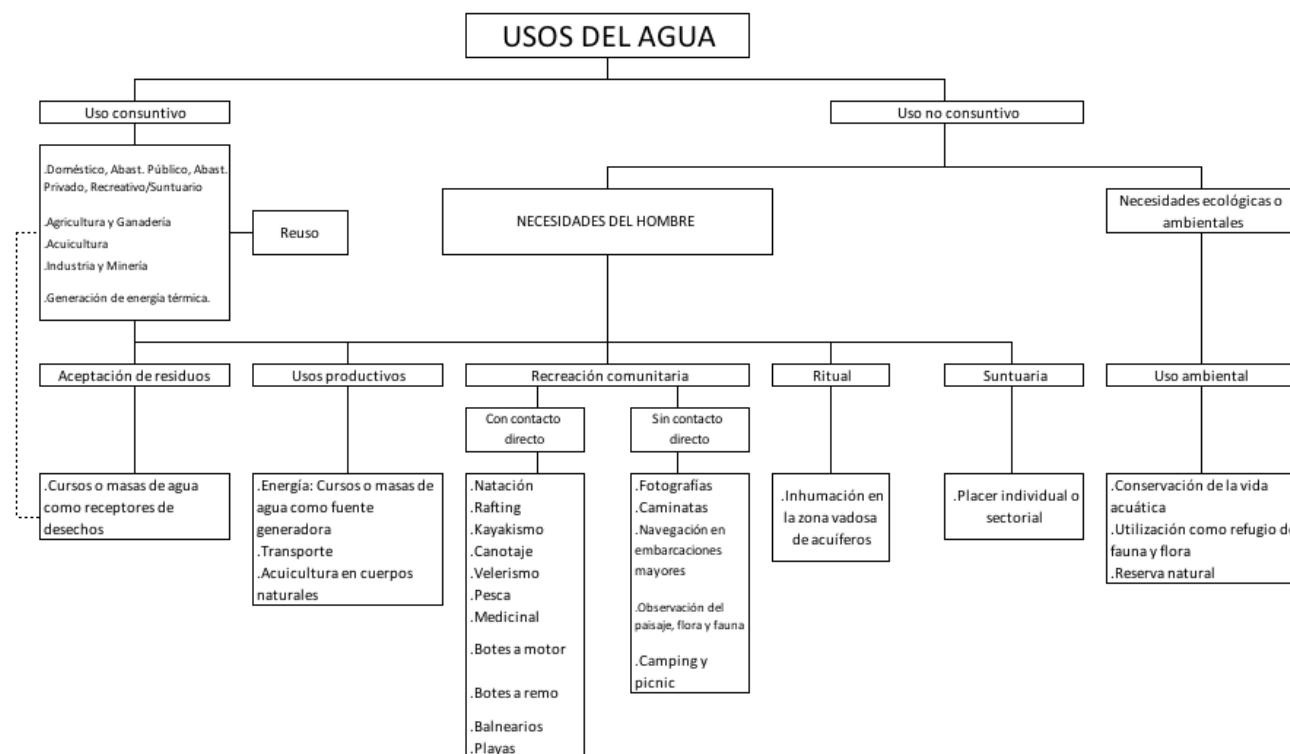 USOS DEL AGUA
Uso consuntivo
Uso no consuntivo
.Doméstico, Abast. Público, Abast.
Privado, Recreativo/Suntuario
.Agricultura y Ganadería
.Acuicultura
.Industria y Minería
.Generación de energía térmica.
Reuso
NECESIDADES DEL HOMBRE
Necesidades ecológicas o
ambientales
Aceptación de residuos
Usos productivos
Recreación comunitaria
Ritual
Suntuaria
Uso ambiental
Con contacto
directo
Sin contacto
directo
.Cursos o masas de agua
como receptores de
desechos
.Energía: Cursos o masas de
agua como fuente
generadora
.Transporte
.Acuicultura en cuerpos
naturales
.Natación
.Rafting
.Kayakismo
.Canotaje
.Velerismo
.Pesca
.Medicinal
.Botes a motor
.Botes a remo
.Balnearios
.Playas
.Fotografías
.Caminatas
.Navegación en
embarcaciones
mayores
.Observación del
paisaje, flora y fauna
.Camping y
picnic
.Inhumación en
la zona vadosa
de acuíferos
.Placer individual o
sectorial
.Conservación de la vida
acuática
.Utilización como refugio de
fauna y flora
.Reserva natural